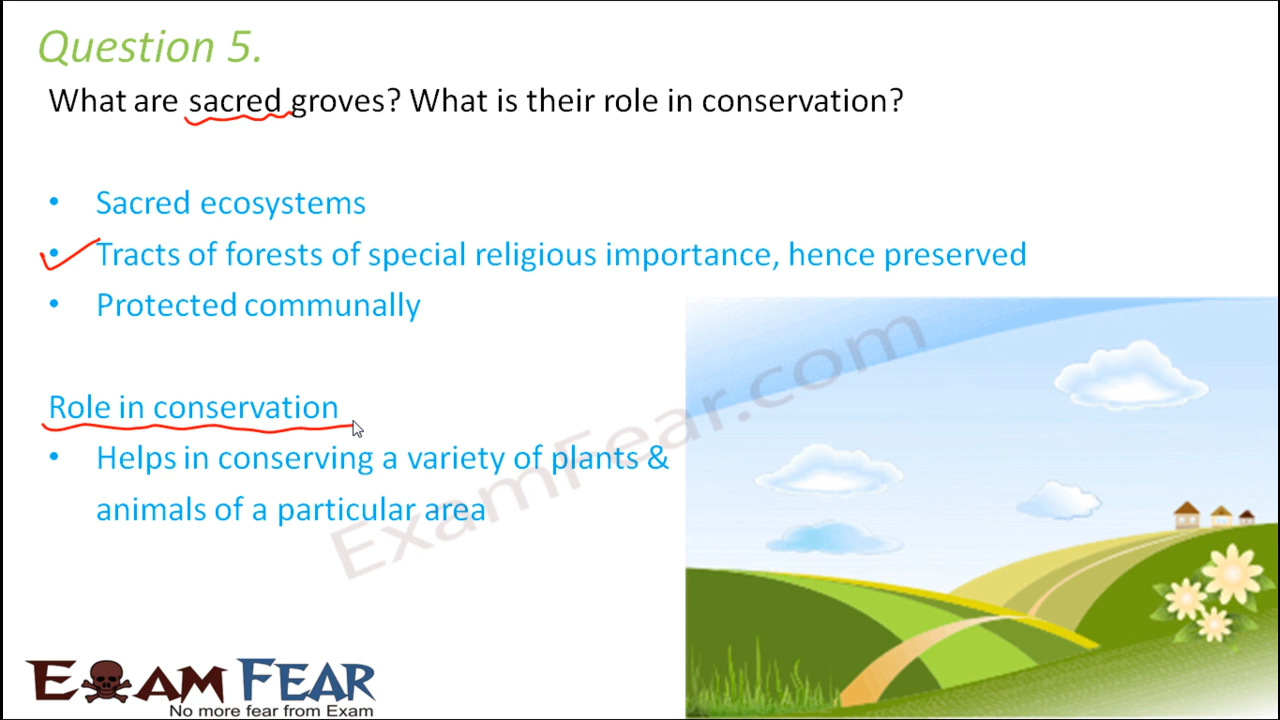 Question 5.
What are sacred groves? What is their role in conservation?
• Sacred ecosystems
• Tracts of forests of special religious importance, hence preserved
• Protected communally
Role in conservation
• Helps in conserving a variety of plants &
animals of a particular area
ExamFear.com
EXAM FEAR
No more fear from Exam